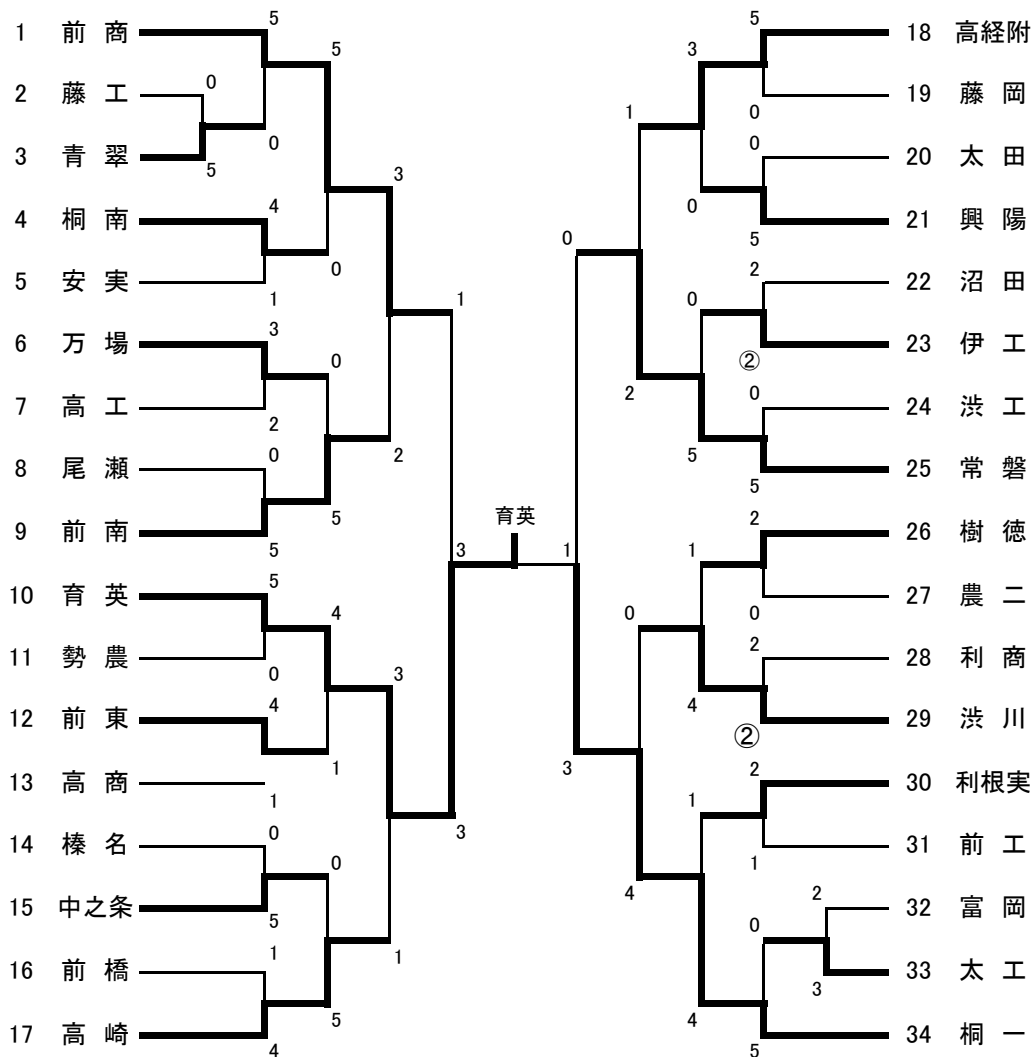 5
5
1 前 商
18 高経附
5
3
0
2 藤 工
19 藤 岡
1
0
0
0
3 青 翠
20 太 田
5
3
4
0
4 桐 南
21 興 陽
0
5
0
2
5 安 実
22 沼 田
1
1
0
3
6 万 場
23 伊 工
0
②
0
7 高 工
24 渋 工
2
2
0
2
5
8 尾 瀬
25 常 磐
5
5
育英
2
9 前 南
26 樹 徳
5
3
1
1
5
10 育 英
27 農 二
4
0
0
2
11 勢 農
28 利 商
0
3
4
4
12 前 東
29 渋 川
②
1
3
2
13 高 商
30 利根実
1
1
0
3
14 榛 名
31 前 工
0
1
4
2
15 中之条
32 富 岡
5
0
1
1
16 前 橋
33 太 工
3
5
4
17 高 崎
34 桐 一
4
5